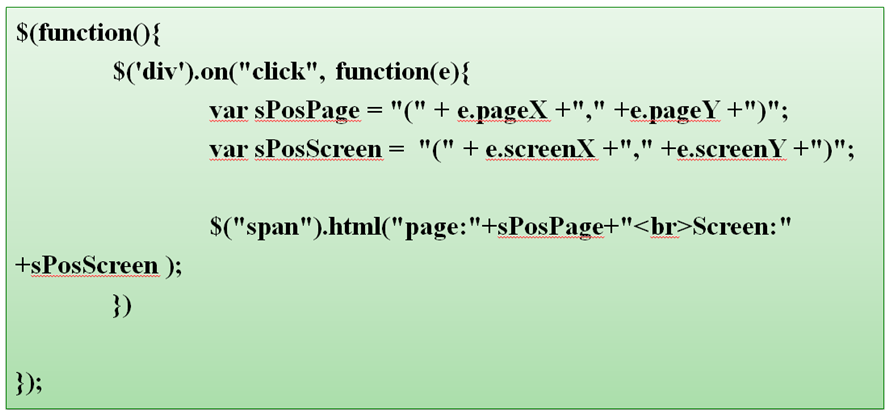 $(function(){
$('div').on("click", function(e){
var sPosPage = "(" + e.pageX +"," +e.pageY +")";
var sPosScreen =  "(" + e.screenX +"," +e.screenY +")";
$("span").html("page:"+sPosPage+"<br>Screen:"
+sPosScreen );
})
});